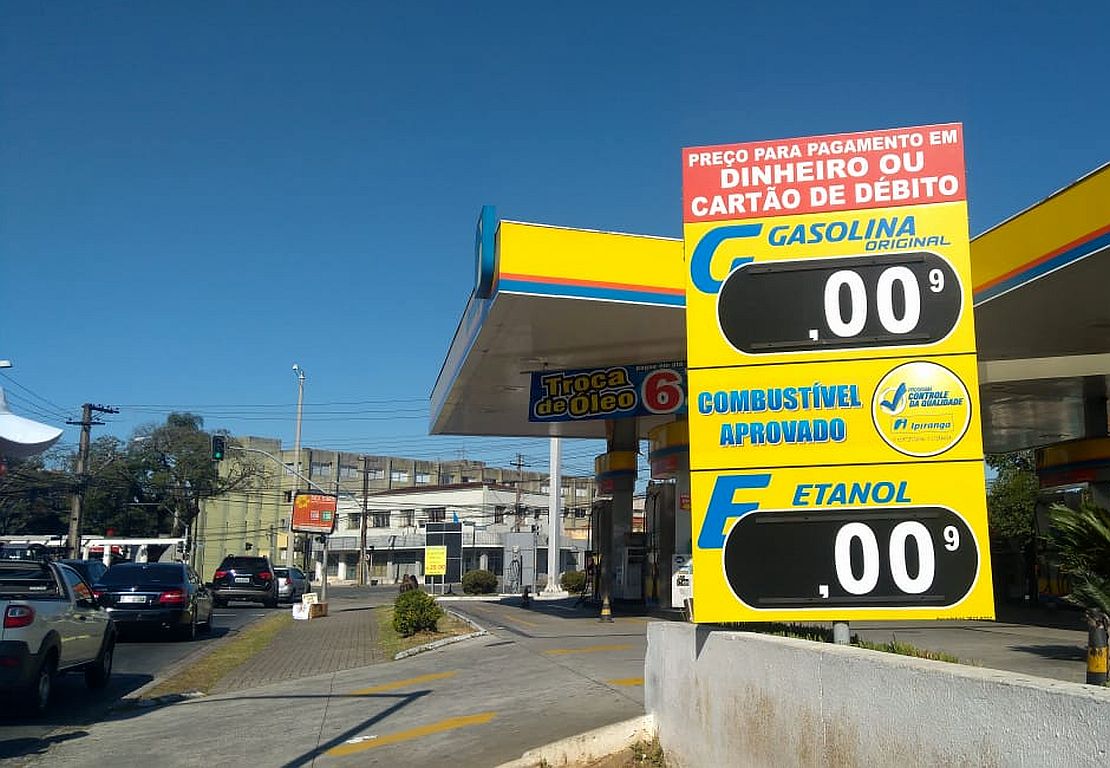 PREÇO PARA PAGAMENTO EM
DINHEIRO OU
CARTÃO DE DÉBITO
G GASOLINA
ORIGINAL
,00 9
COMBUSTÍVEL
APROVADO
CONTROLE
DA QUALIDADE
Ipiranga
E ETANOL
,00 9
Troca
de Óleo
6